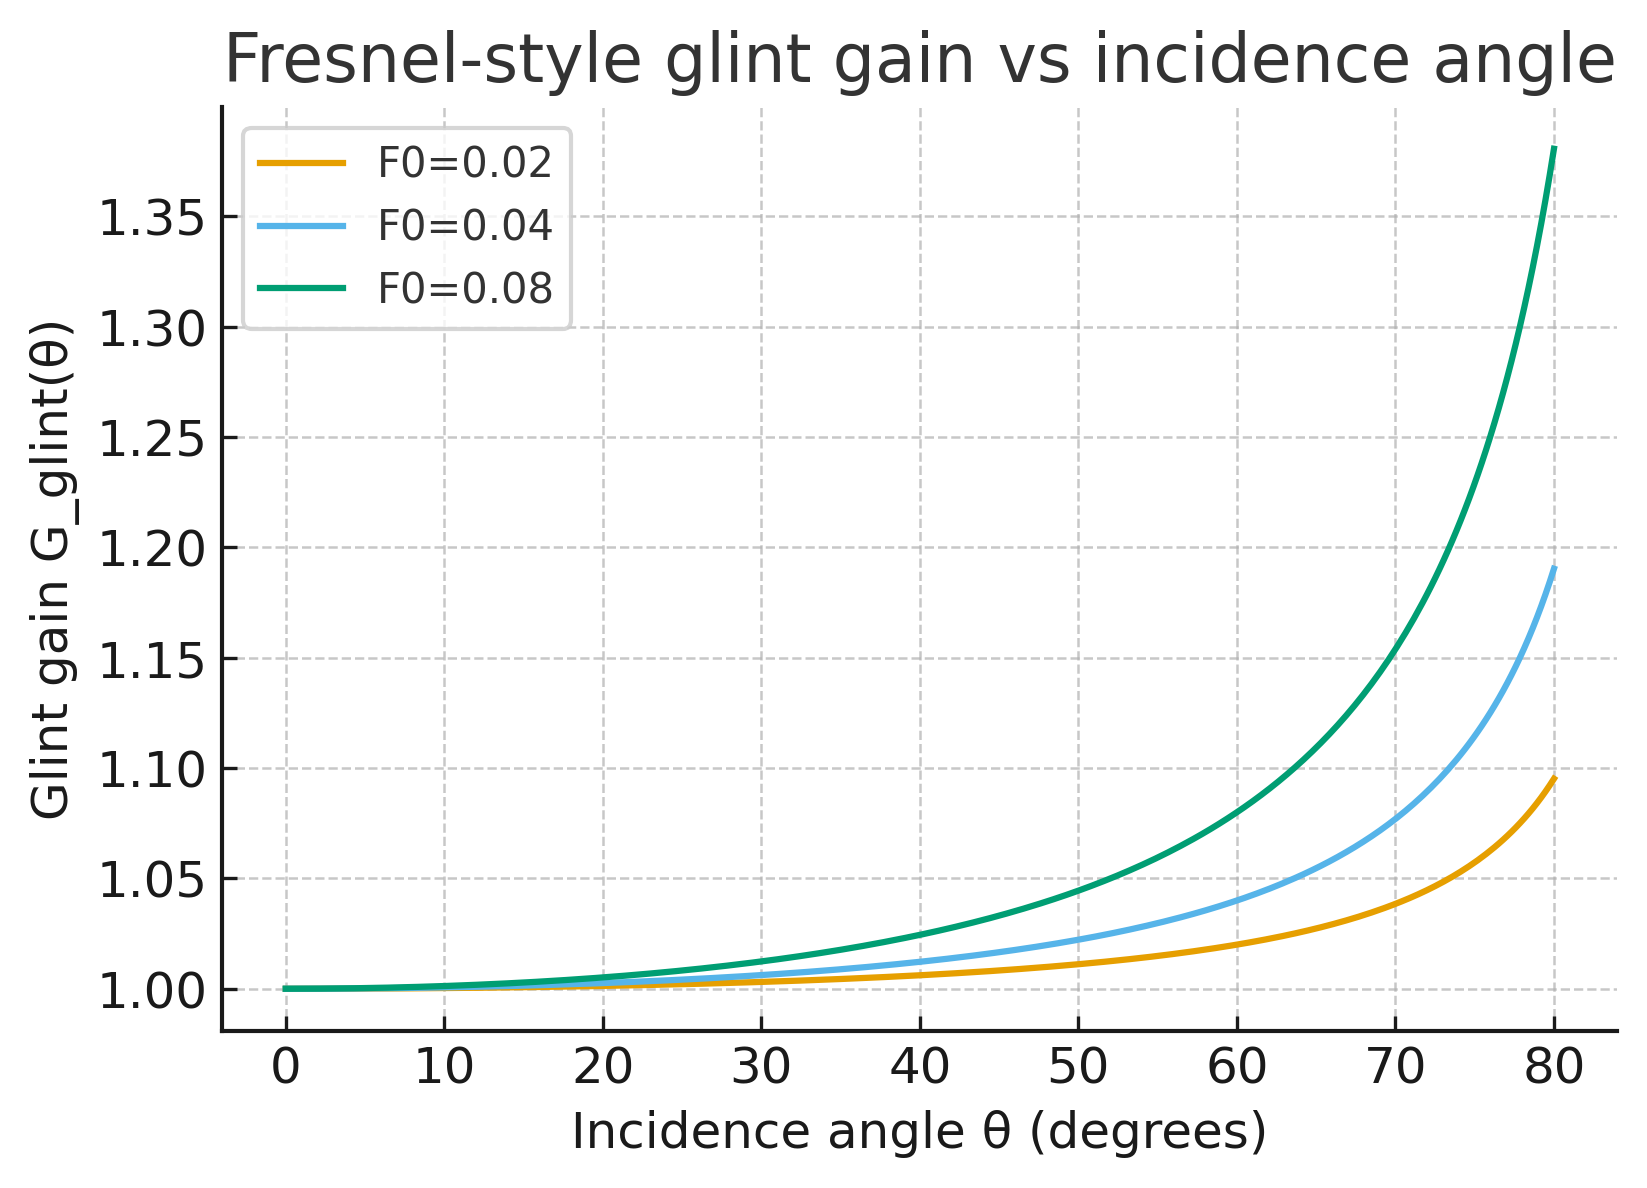 Fresnel-style glint gain vs incidence angle
F0=0.02
F0=0.04
F0=0.08
Glint gain G_glint(θ)
1.35
1.30
1.25
1.20
1.15
1.10
1.05
1.00
0 10 20 30 40 50 60 70 80
Incidence angle θ (degrees)